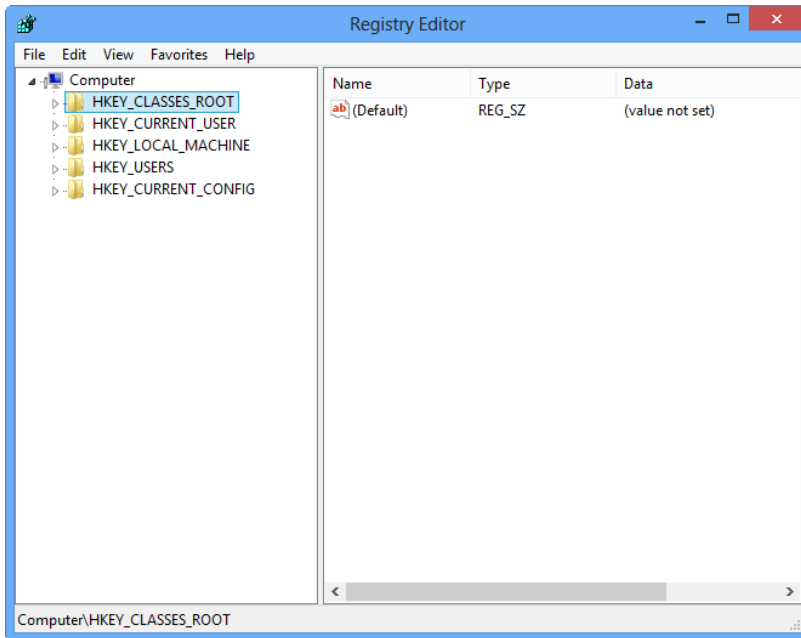 Registry Editor
File Edit View Favorites Help
Computer
HKEY_CLASSES_ROOT
HKEY_CURRENT_USER
HKEY_LOCAL_MACHINE
HKEY_USERS
HKEY_CURRENT_CONFIG
Name Type Data
ab (Default) REG_SZ (value not set)
Computer\HKEY_CLASSES_ROOT